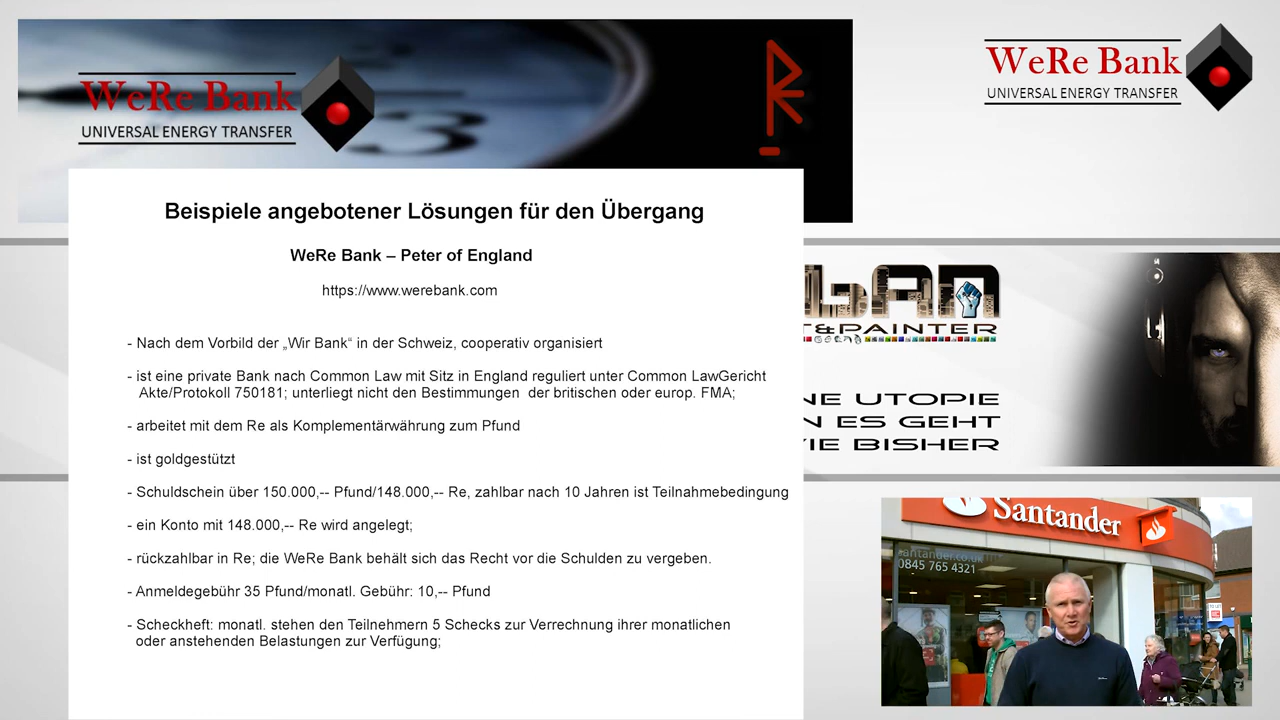 WeRe Bank
UNIVERSAL ENERGY TRANSFER
3
WeRe Bank
UNIVERSAL ENERGY TRANSFER
Beispiele angebotener Lösungen für den Übergang
WeRe Bank – Peter of England
https://www.werebank.com
- Nach dem Vorbild der „Wir Bank“ in der Schweiz, cooperativ organisiert
- ist eine private Bank nach Common Law mit Sitz in England reguliert unter Common LawGericht
Akte/Protokoll 750181; unterliegt nicht den Bestimmungen der britischen oder europ. FMA;
- arbeitet mit dem Re als Komplementärwährung zum Pfund
- ist goldgestützt
- Schuldschein über 150.000,-- Pfund/148.000,-- Re, zahlbar nach 10 Jahren ist Teilnahmebedingung
- ein Konto mit 148.000,-- Re wird angelegt;
- rückzahlbar in Re; die WeRe Bank behält sich das Recht vor die Schulden zu vergeben.
- Anmeldegebühr 35 Pfund/monatl. Gebühr: 10,-- Pfund
- Scheckheft: monatl. stehen den Teilnehmern 5 Schecks zur Verrechnung ihrer monatlichen
oder anstehenden Belastungen zur Verfügung;
T&PAINTER
NE UTOPIE
N ES GEHT
IE BISHER
Santander
santander.co.uk
0845 765 4321